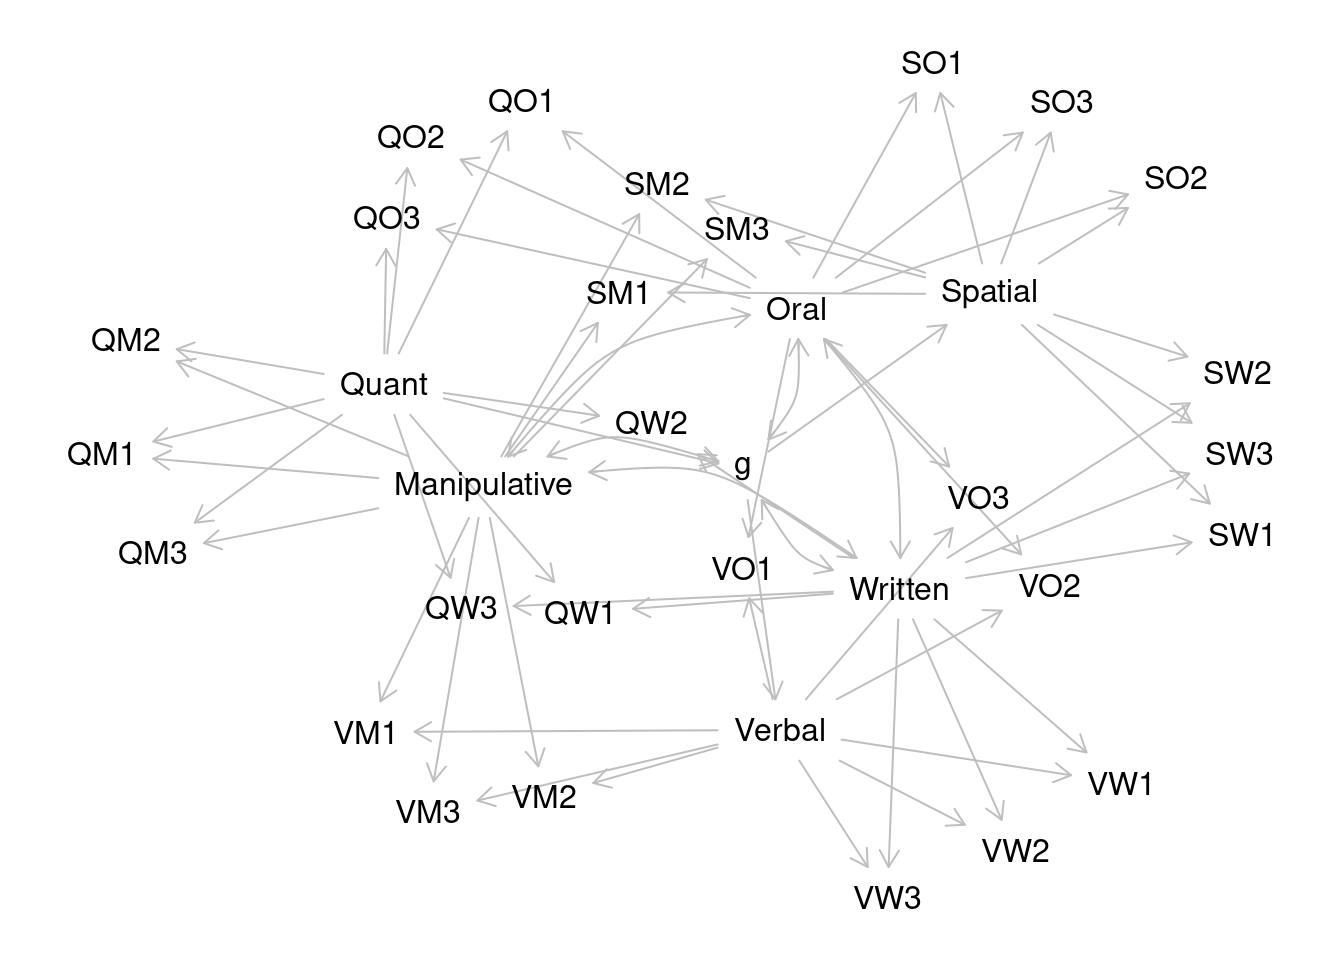 SO1
QO1
SO3
QO2
SO2
SM2
QO3
SM3
SM1
Spatial
Oral
QM2
SW2
Quant
QW2
QM1
SW3
g
Manipulative
VO3
SW1
QM3
VO1
VO2
Written
QW3
QW1
Verbal
VM1
VW1
VM2
VM3
VW2
VW3